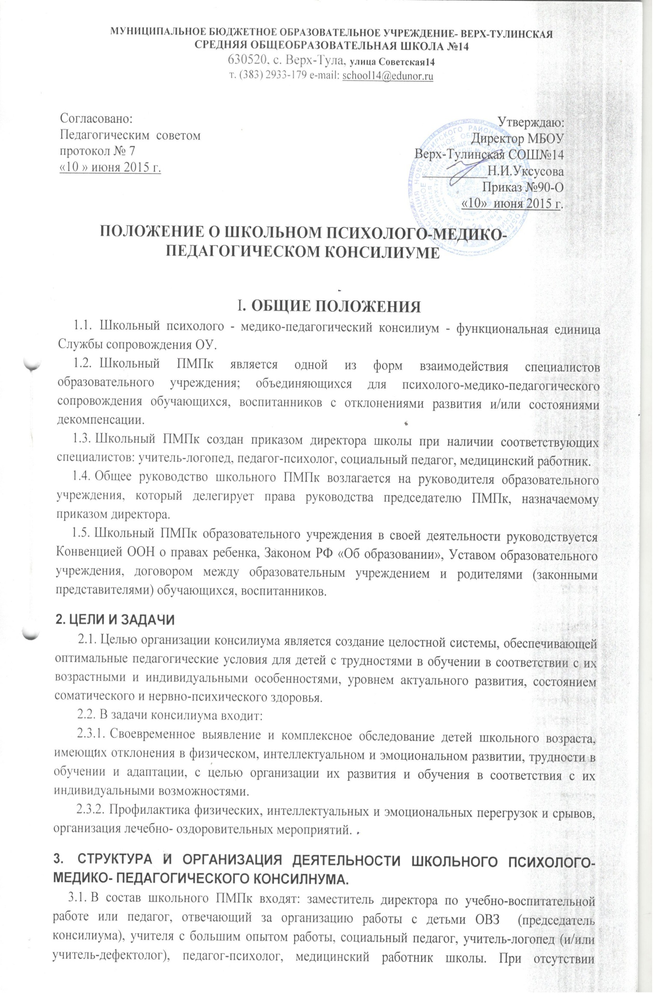 МУНИЦИПАЛЬНОЕ БЮДЖЕТНОЕ ОБРАЗОВАТЕЛЬНОЕ УЧРЕЖДЕНИЕ- ВЕРХ-ТУЛИНСКАЯ
СРЕДНЯЯ ОБЩЕОБРАЗОВАТЕЛЬНАЯ ШКОЛА №14
630520, с. Верх-Тула, улица Советская14
т. (383) 2933-179 e-mail: school14@edunor.ru
Согласовано:
Педагогическим советом
протокол № 7
«10 » июня 2015 г.
Утверждаю:
Директор МБОУ
Верх-Тулинская СОШ№14
__________Н.И.Уксусова
Приказ №90-О
«10» июня 2015 г.
ПОЛОЖЕНИЕ О ШКОЛЬНОМ ПСИХОЛОГО-МЕДИКО-
ПЕДАГОГИЧЕСКОМ КОНСИЛИУМЕ
I. ОБЩИЕ ПОЛОЖЕНИЯ
1.1. Школьный психолого - медико-педагогический консилиум - функциональная единица
Службы сопровождения ОУ.
1.2. Школьный ПМПк является одной из форм взаимодействия специалистов
образовательного учреждения; объединяющихся для психолого-медико-педагогического
сопровождения обучающихся, воспитанников с отклонениями развития и/или состояниями
декомпенсации.
1.3. Школьный ПМПк создан приказом директора школы при наличии соответствующих
специалистов: учитель-логопед, педагог-психолог, социальный педагог, медицинский работник.
1.4. Общее руководство школьного ПМПк возлагается на руководителя образовательного
учреждения, который делегирует права руководства председателю ПМПк, назначаемому
приказом директора.
1.5. Школьный ПМПк образовательного учреждения в своей деятельности руководствуется
Конвенцией ООН о правах ребенка, Законом РФ «Об образовании», Уставом образовательного
учреждения, договором между образовательным учреждением и родителями (законными
представителями) обучающихся, воспитанников.
2. ЦЕЛИ И ЗАДАЧИ
2.1. Целью организации консилиума является создание целостной системы, обеспечивающей
оптимальные педагогические условия для детей с трудностями в обучении в соответствии с их
возрастными и индивидуальными особенностями, уровнем актуального развития, состоянием
соматического и нервно-психического здоровья.
2.2. В задачи консилиума входит:
2.3.1. Своевременное выявление и комплексное обследование детей школьного возраста,
имеющих отклонения в физическом, интеллектуальном и эмоциональном развитии, трудности в
обучении и адаптации, с целью организации их развития и обучения в соответствия с их
индивидуальными возможностями.
2.3.2. Профилактика физических, интеллектуальных и эмоциональных перегрузок и срывов,
организация лечебно- оздоровительных мероприятий.
3. СТРУКТУРА И ОРГАНИЗАЦИЯ ДЕЯТЕЛЬНОСТИ ШКОЛЬНОГО ПСИХОЛОГО-
МЕДИКО- ПЕДАГОГИЧЕСКОГО КОНСИЛНУМА.
3.1. В состав школьного ПМПк входят: заместитель директора по учебно-воспитательной
работе или педагог, отвечающий за организацию работы с детьми ОВЗ (председатель
консилиума), учителя с большим опытом работы, социальный педагог, учитель-логопед (и/или
учитель-дефектолог), педагог-психолог, медицинский работник школы. При отсутствии